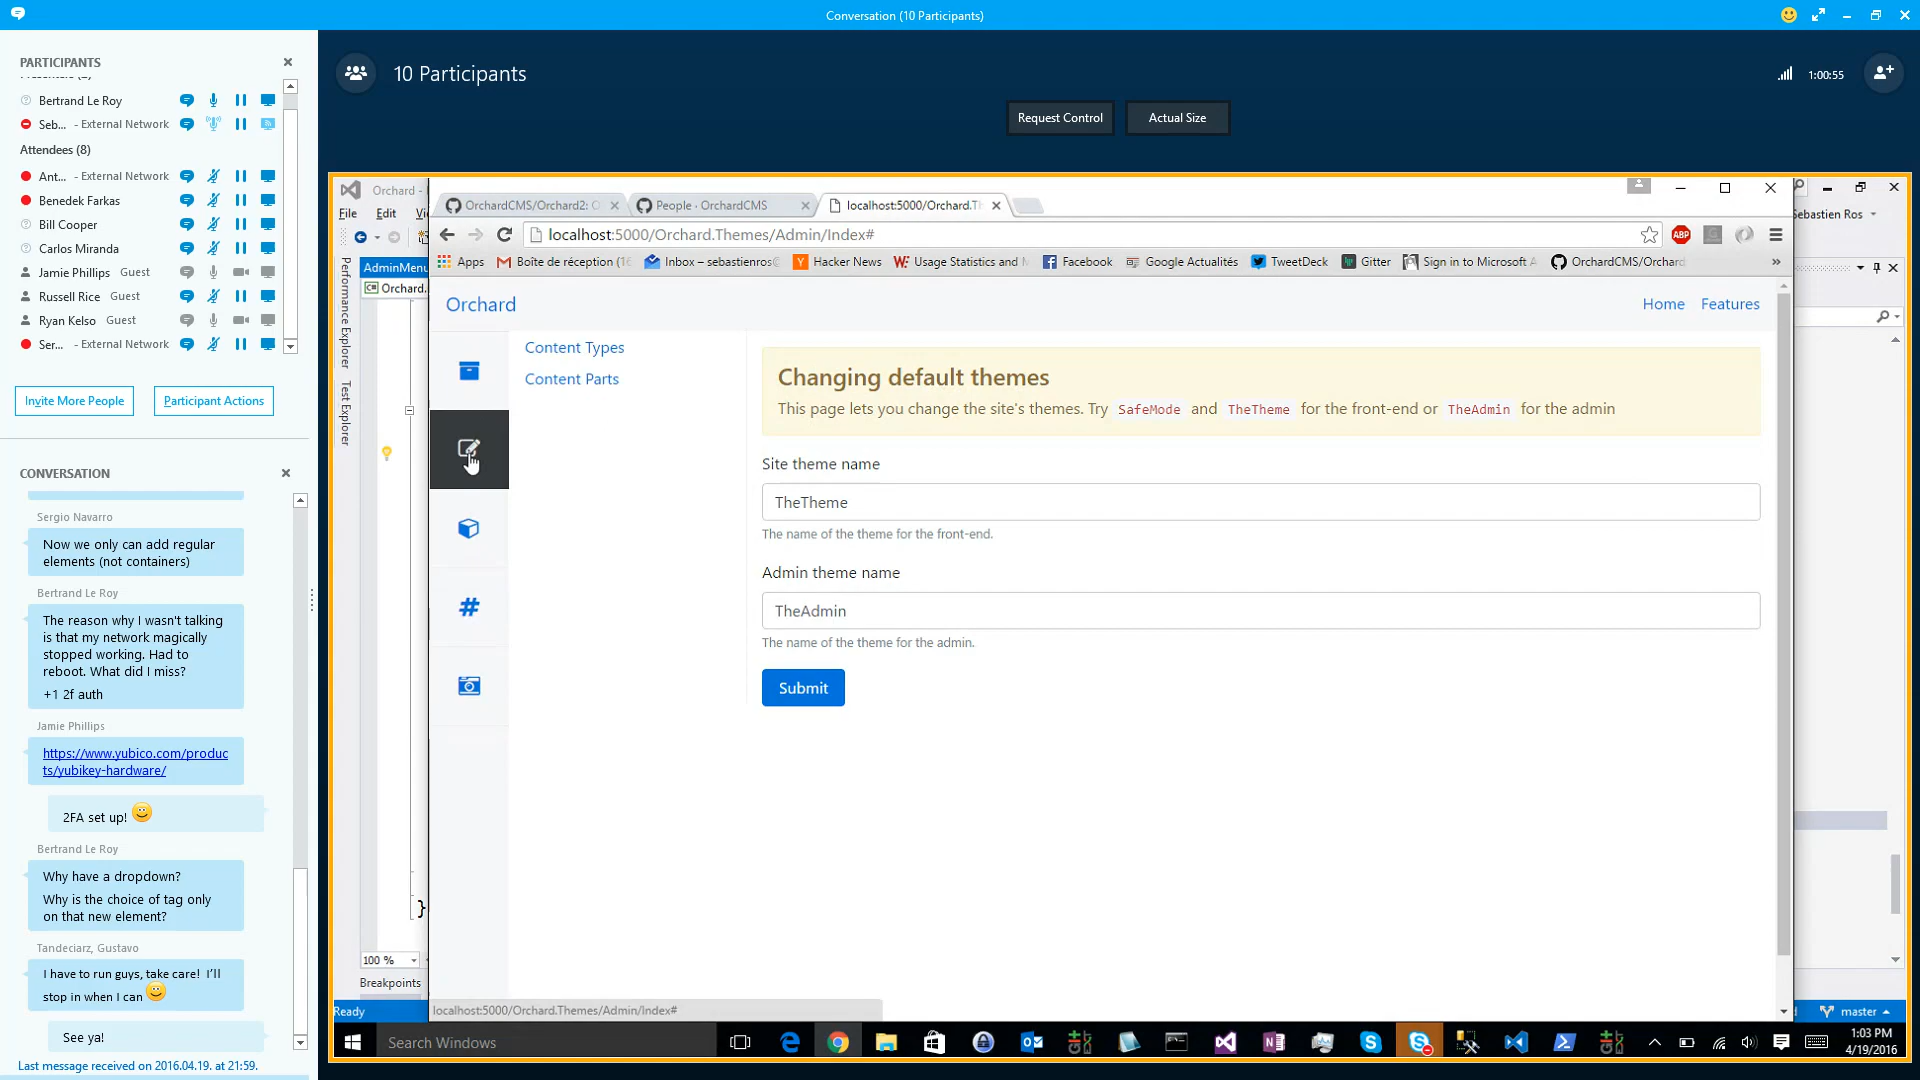 Conversation (10 Participants)
PARTICIPANTS
Bertrand Le Roy
Seb... - External Network
Attendees (8)
Ant... - External Network
Benedek Farkas
Bill Cooper
Carlos Miranda
Jamie Phillips Guest
Russell Rice Guest
Ryan Kelso Guest
Ser... - External Network
Invite More People
Participant Actions
CONVERSATION
Sergio Navarro
Now we only can add regular
elements (not containers)
Bertrand Le Roy
The reason why I wasn't talking
is that my network magically
stopped working. Had to
reboot. What did I miss?
+1 2f auth
Jamie Phillips
https://www.yubico.com/produc
ts/yubikey-hardware/
2FA set up!
Bertrand Le Roy
Why have a dropdown?
Why is the choice of tag only
on that new element?
Tandeciarz, Gustavo
I have to run guys, take care! I'll
stop in when I can
See ya!
Last message received on 2016.04.19. at 21:59.
10 Participants
1:00:55
Request Control
Actual Size
Orchard -
File Edit
Sebastien Ros
AdminMenu
Orchard.
Performance Explorer
Test Explorer
100 %
Breakpoints
Ready
master
OrchardCMS/Orchard2:
People · OrchardCMS
localhost:5000/Orchard.Th
localhost:5000/Orchard.Themes/Admin/Index#
ABP
Apps
Boîte de réception (16
Inbox – sebastienros@
Hacker News
Usage Statistics and
Facebook
Google Actualités
TweetDeck
Gitter
Sign in to Microsoft
OrchardCMS/Orchard
Orchard
Home
Features
Content Types
Content Parts
Changing default themes
This page lets you change the site's themes. Try SafeMode and TheTheme for the front-end or TheAdmin for the admin
Site theme name
TheTheme
The name of the theme for the front-end.
Admin theme name
TheAdmin
The name of the theme for the admin.
Submit
localhost:5000/Orchard.Themes/Admin/Index#
Search Windows
1:03 PM
4/19/2016